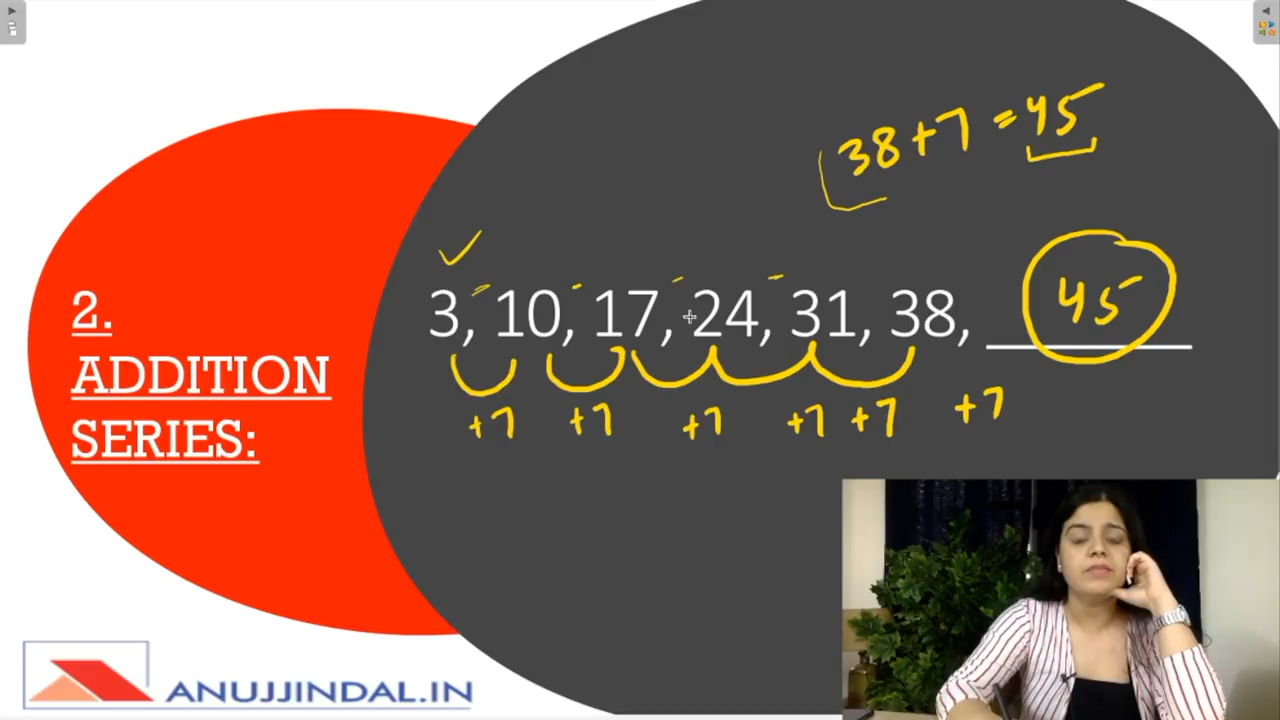 38+7 = 45
3, 10, 17, 24, 31, 38, 45
+7 +7 +7 +7 +7 +7
2.
ADDITION
SERIES:
ANUJJINDAL.IN